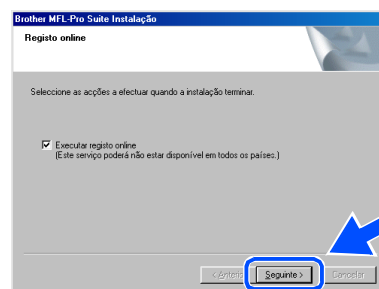 Brother MFL-Pro Suite Instalação
Registo online
Seleccione as acções a efectuar quando a instalação terminar.
Executar registo online
(Este serviço poderá não estar disponível em todos os países.)
Seguinte >
Cancelar